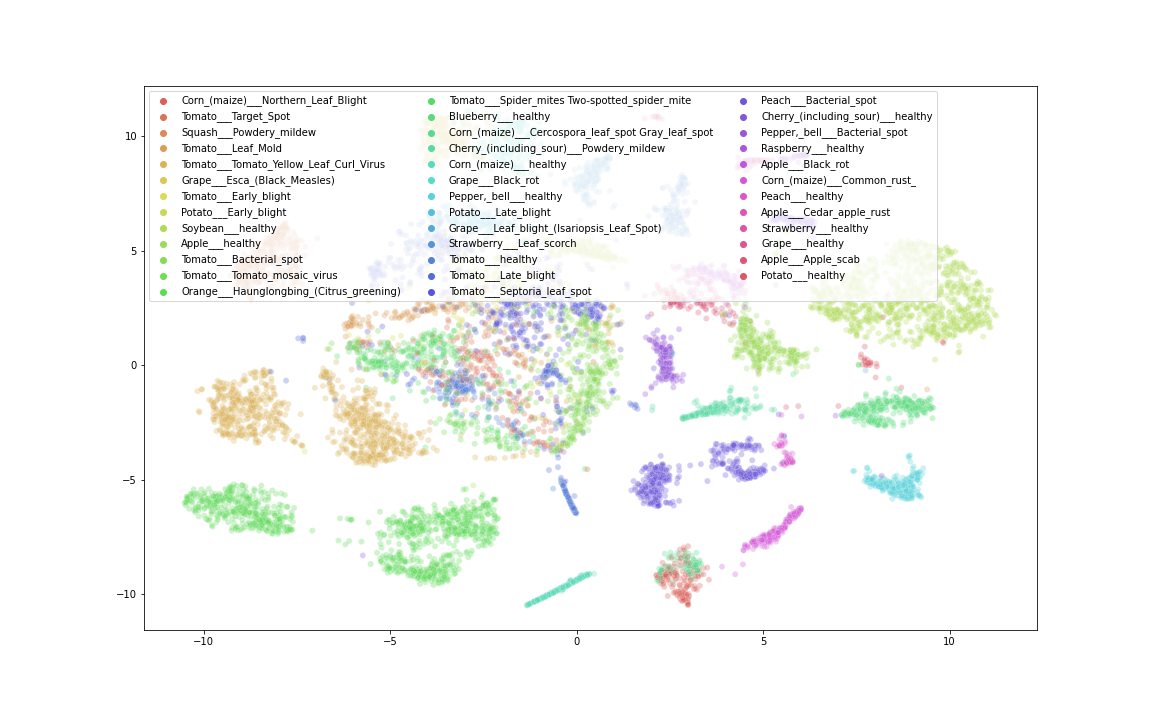 Corn_(maize)___Northern_Leaf_Blight
Tomato___Target_Spot
Squash___Powdery_mildew
Tomato___Leaf_Mold
Tomato___Tomato_Yellow_Leaf_Curl_Virus
Grape___Esca_(Black_Measles)
Tomato___Early_blight
Potato___Early_blight
Soybean___healthy
Apple___healthy
Tomato___Bacterial_spot
Tomato___Tomato_mosaic_virus
Orange___Haunglongbing_(Citrus_greening)
Tomato___Spider_mites Two-spotted_spider_mite
Blueberry___healthy
Corn_(maize)___Cercospora_leaf_spot Gray_leaf_spot
Cherry_(including_sour)___Powdery_mildew
Corn_(maize)___healthy
Grape___Black_rot
Pepper,_bell___healthy
Potato___Late_blight
Grape___Leaf_blight_(Isariopsis_Leaf_Spot)
Strawberry___Leaf_scorch
Tomato___healthy
Tomato___Late_blight
Tomato___Septoria_leaf_spot
Peach___Bacterial_spot
Cherry_(including_sour)___healthy
Pepper,_bell___Bacterial_spot
Raspberry___healthy
Apple___Black_rot
Corn_(maize)___Common_rust_
Peach___healthy
Apple___Cedar_apple_rust
Strawberry___healthy
Grape___healthy
Apple___Apple_scab
Potato___healthy
10
5
0
−5
−10
−10
−5
0
5
10